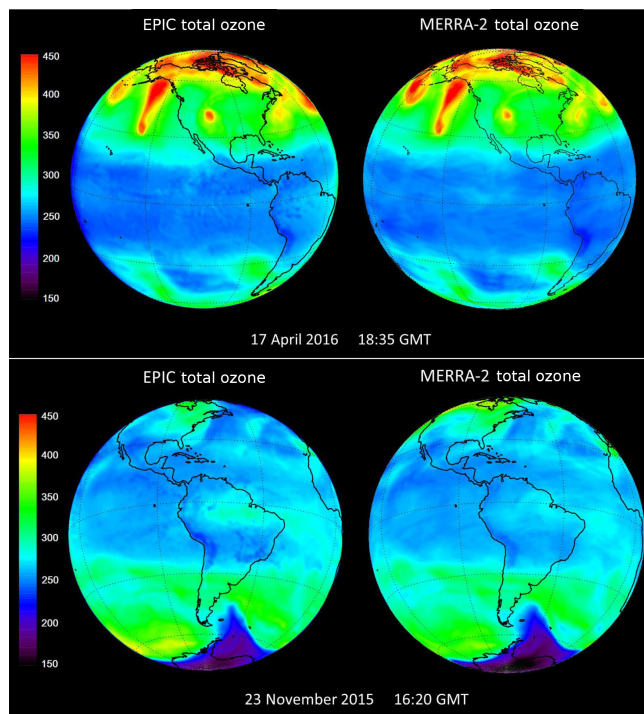 EPIC total ozone
MERRA-2 total ozone
450
400
350
300
250
200
150
17 April 2016 18:35 GMT
EPIC total ozone
MERRA-2 total ozone
450
400
350
300
250
200
150
23 November 2015 16:20 GMT